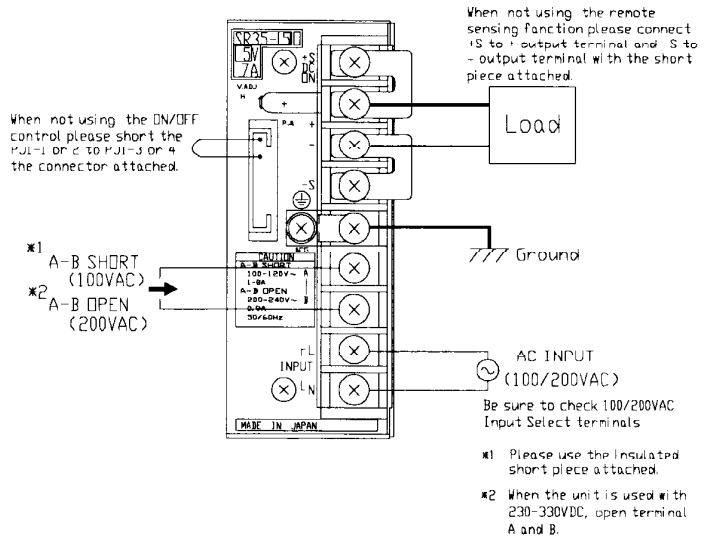 When not using the remote
sensing fanction please connect
+S to + output terminal and -S to
- output terminal with the short
piece attached.
SR35-15U
5V
7A
+S
DC
ON
V.ADJ
H
+
P.A
+
-
-S
Load
When not using the ON/OFF
control please short the
PJ1-1 or 2 to PJ1-3 or 4
the connector attached.
Ground
*1
A-B SHORT
(100VAC)
*2
A-B OPEN
(200VAC)
CAUTION
A-B SHORT
100-120V~
A
A-B OPEN
200-240V~
B
0.9A
50/60Hz
L
INPUT
N
AC INPUT
(100/200VAC)
Be sure to check 100/200VAC
Input Select terminals
MADE IN JAPAN
*1 Please use the Insulated
short piece attached.
*2 When the unit is used with
230-330VDC, open terminal
A and B.